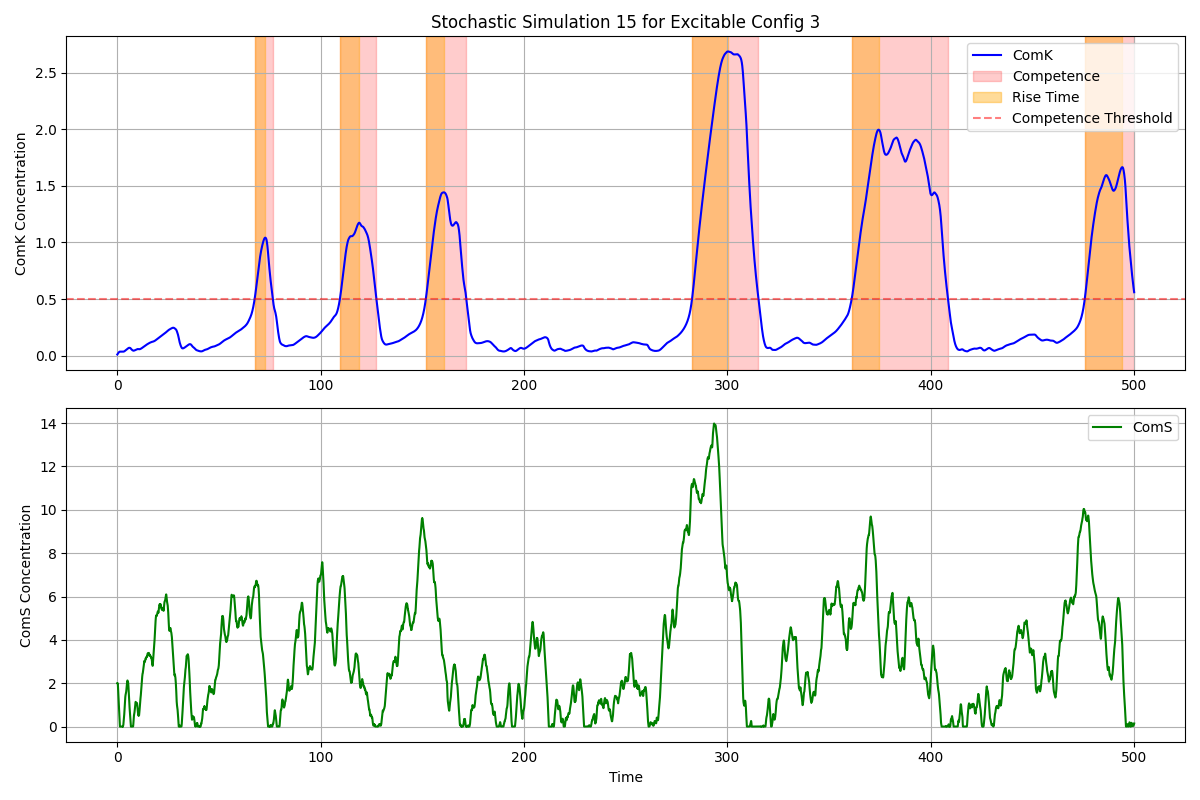 Stochastic Simulation 15 for Excitable Config 3
ComK Concentration
2.5
2.0
1.5
1.0
0.5
0.0
ComK
Competence
Rise Time
Competence Threshold
0 100 200 300 400 500
ComS Concentration
14
12
10
8
6
4
2
0
ComS
0 100 200 300 400 500
Time